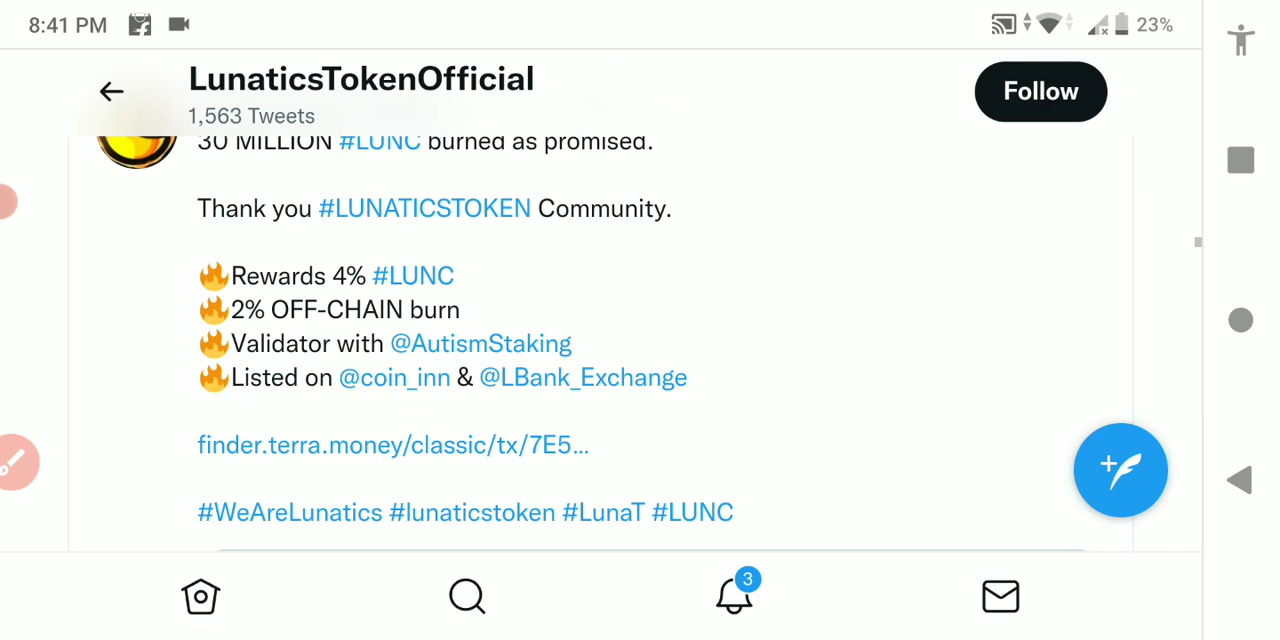 8:41 PM
23%
LunaticsTokenOfficial
1,563 Tweets
Follow
30 MILLION #LUNC burned as promised.
Thank you #LUNATICSTOKEN Community.
🔥Rewards 4% #LUNC
🔥2% OFF-CHAIN burn
🔥Validator with @AutismStaking
🔥Listed on @coin_inn & @LBank_Exchange
finder.terra.money/classic/tx/7E5...
#WeAreLunatics #lunaticstoken #LunaT #LUNC
3